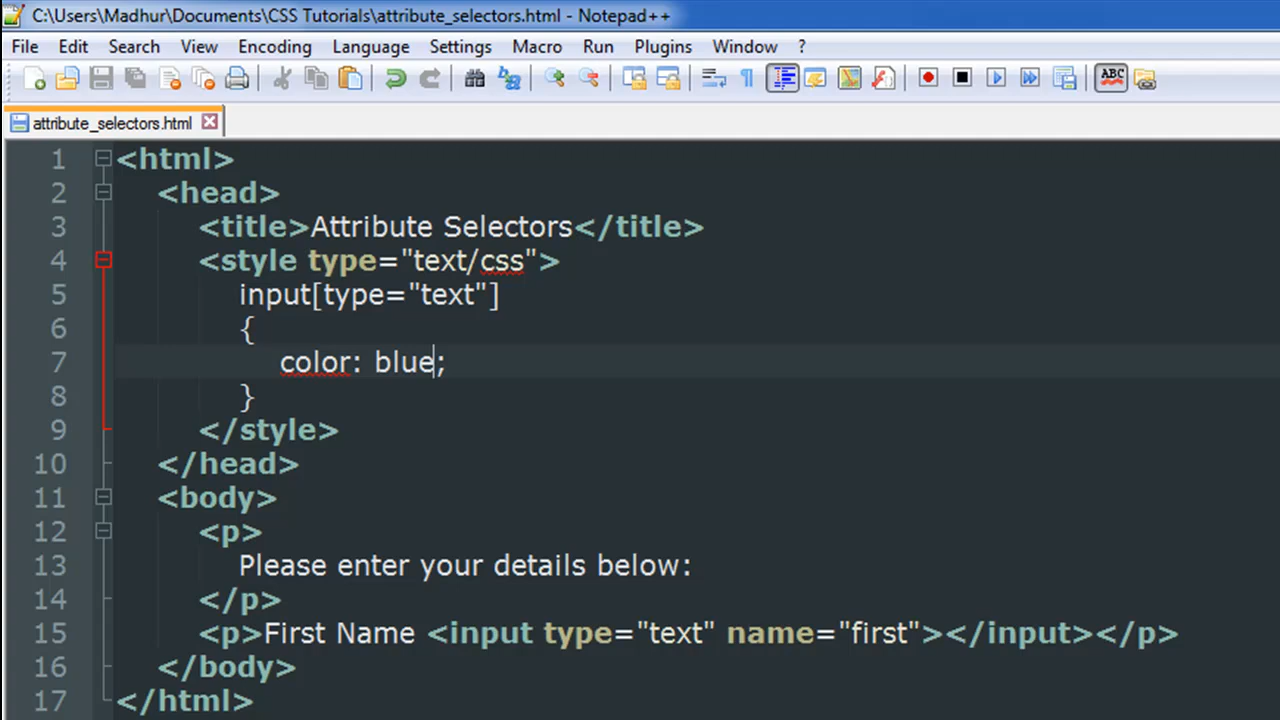 C:\Users\Madhur\Documents\CSS Tutorials\attribute_selectors.html - Notepad++
File Edit Search View Encoding Language Settings Macro Run Plugins Window ?
ABC
attribute_selectors.html
1 <html>
2 <head>
3 <title>Attribute Selectors</title>
4 <style type="text/css">
5 input[type="text"]
6 {
7 color: blue;
8 }
9 </style>
10 </head>
11 <body>
12 <p>
13 Please enter your details below:
14 </p>
15 <p>First Name <input type="text" name="first"></input></p>
16 </body>
17 </html>